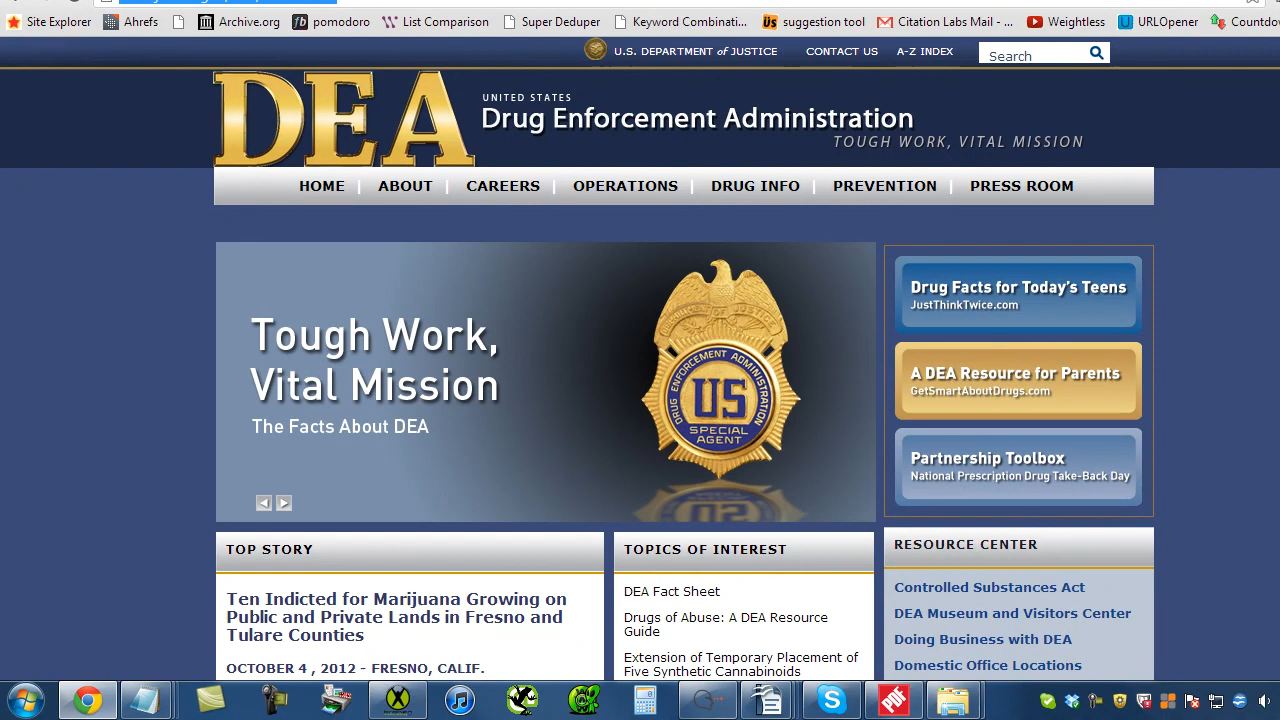 Site Explorer
Ahrefs
Archive.org
pomodoro
List Comparison
Super Deduper
Keyword Combinati...
suggestion tool
Citation Labs Mail - ...
Weightless
URLOpener
Countdo
U.S. DEPARTMENT of JUSTICE
CONTACT US
A-Z INDEX
Search
DEA
UNITED STATES
Drug Enforcement Administration
TOUGH WORK, VITAL MISSION
HOME
ABOUT
CAREERS
OPERATIONS
DRUG INFO
PREVENTION
PRESS ROOM
Tough Work,
Vital Mission
The Facts About DEA
DEPARTMENT OF JUSTICE
DRUG ENFORCEMENT ADMINISTRATION
US
SPECIAL
AGENT
Drug Facts for Today's Teens
JustThinkTwice.com
A DEA Resource for Parents
GetSmartAboutDrugs.com
Partnership Toolbox
National Prescription Drug Take-Back Day
TOP STORY
Ten Indicted for Marijuana Growing on
Public and Private Lands in Fresno and
Tulare Counties
OCTOBER 4 , 2012 - FRESNO, CALIF.
TOPICS OF INTEREST
DEA Fact Sheet
Drugs of Abuse: A DEA Resource
Guide
Extension of Temporary Placement of
Five Synthetic Cannabinoids
RESOURCE CENTER
Controlled Substances Act
DEA Museum and Visitors Center
Doing Business with DEA
Domestic Office Locations
PDF